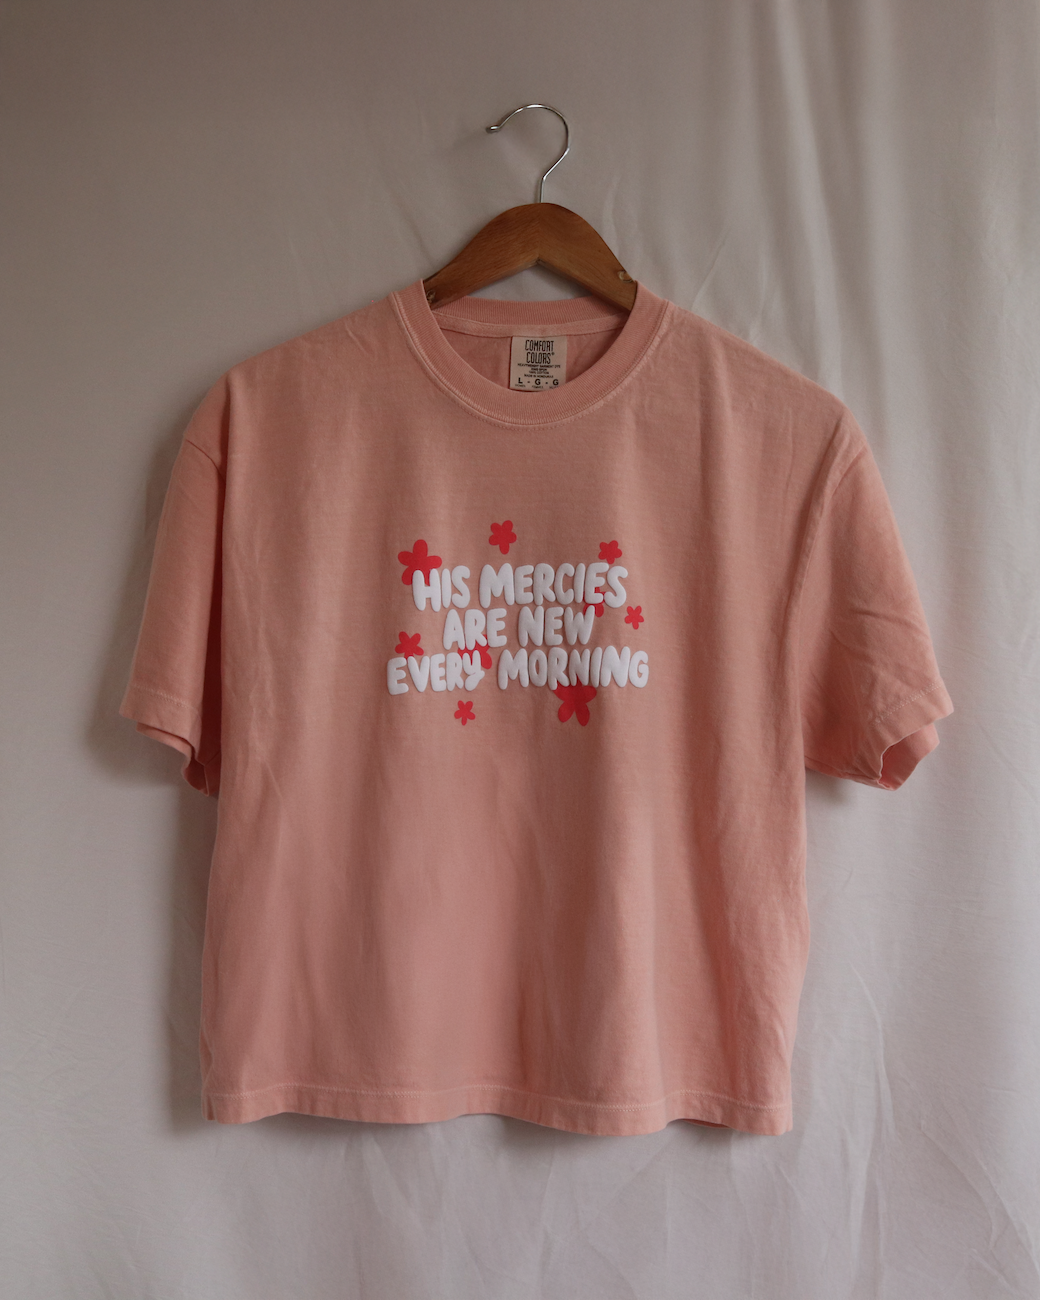 COMFORT
COLORS®
L - G - G
HIS MERCIES
ARE NEW
EVERY MORNING